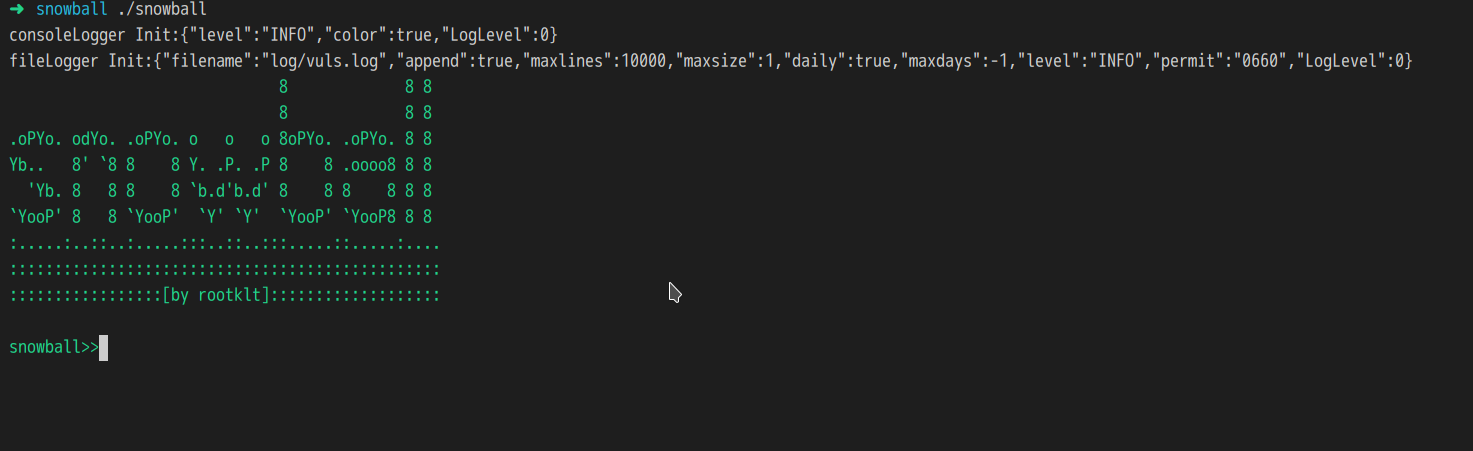 ➜ snowball ./snowball
consoleLogger Init:{"level":"INFO","color":true,"LogLevel":0}
fileLogger Init:{"filename":"log/vuls.log","append":true,"maxlines":10000,"maxsize":1,"daily":true,"maxdays":-1,"level":"INFO","permit":"0660","LogLevel":0}
                              8             8 8
                              8             8 8
.oPYo. odYo. .oPYo. o   o   o 8oPYo. .oPYo. 8 8
Yb..   8' `8 8    8 Y. .P. .P 8    8 .oooo8 8 8
  'Yb. 8   8 8    8 `b.d'b.d' 8    8 8    8 8 8
`YooP' 8   8 `YooP'  `Y' `Y'  `YooP' `YooP8 8 8
:.....:..::..:.....:::..::..:::.....::.....:....
::::::::::::::::::::::::::::::::::::::::::::::::
:::::::::::::::::[by rootklt]:::::::::::::::::::
snowball>>